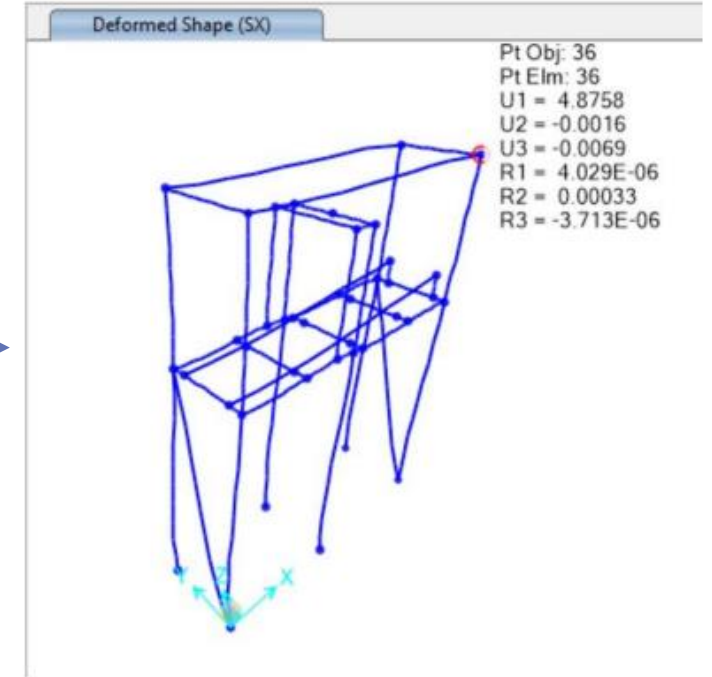 Deformed Shape (SX)
Pt Obj: 36
Pt Elm: 36
U1 = 4.8758
U2 = -0.0016
U3 = -0.0069
R1 = 4.029E-06
R2 = 0.00033
R3 = -3.713E-06
Y Z X